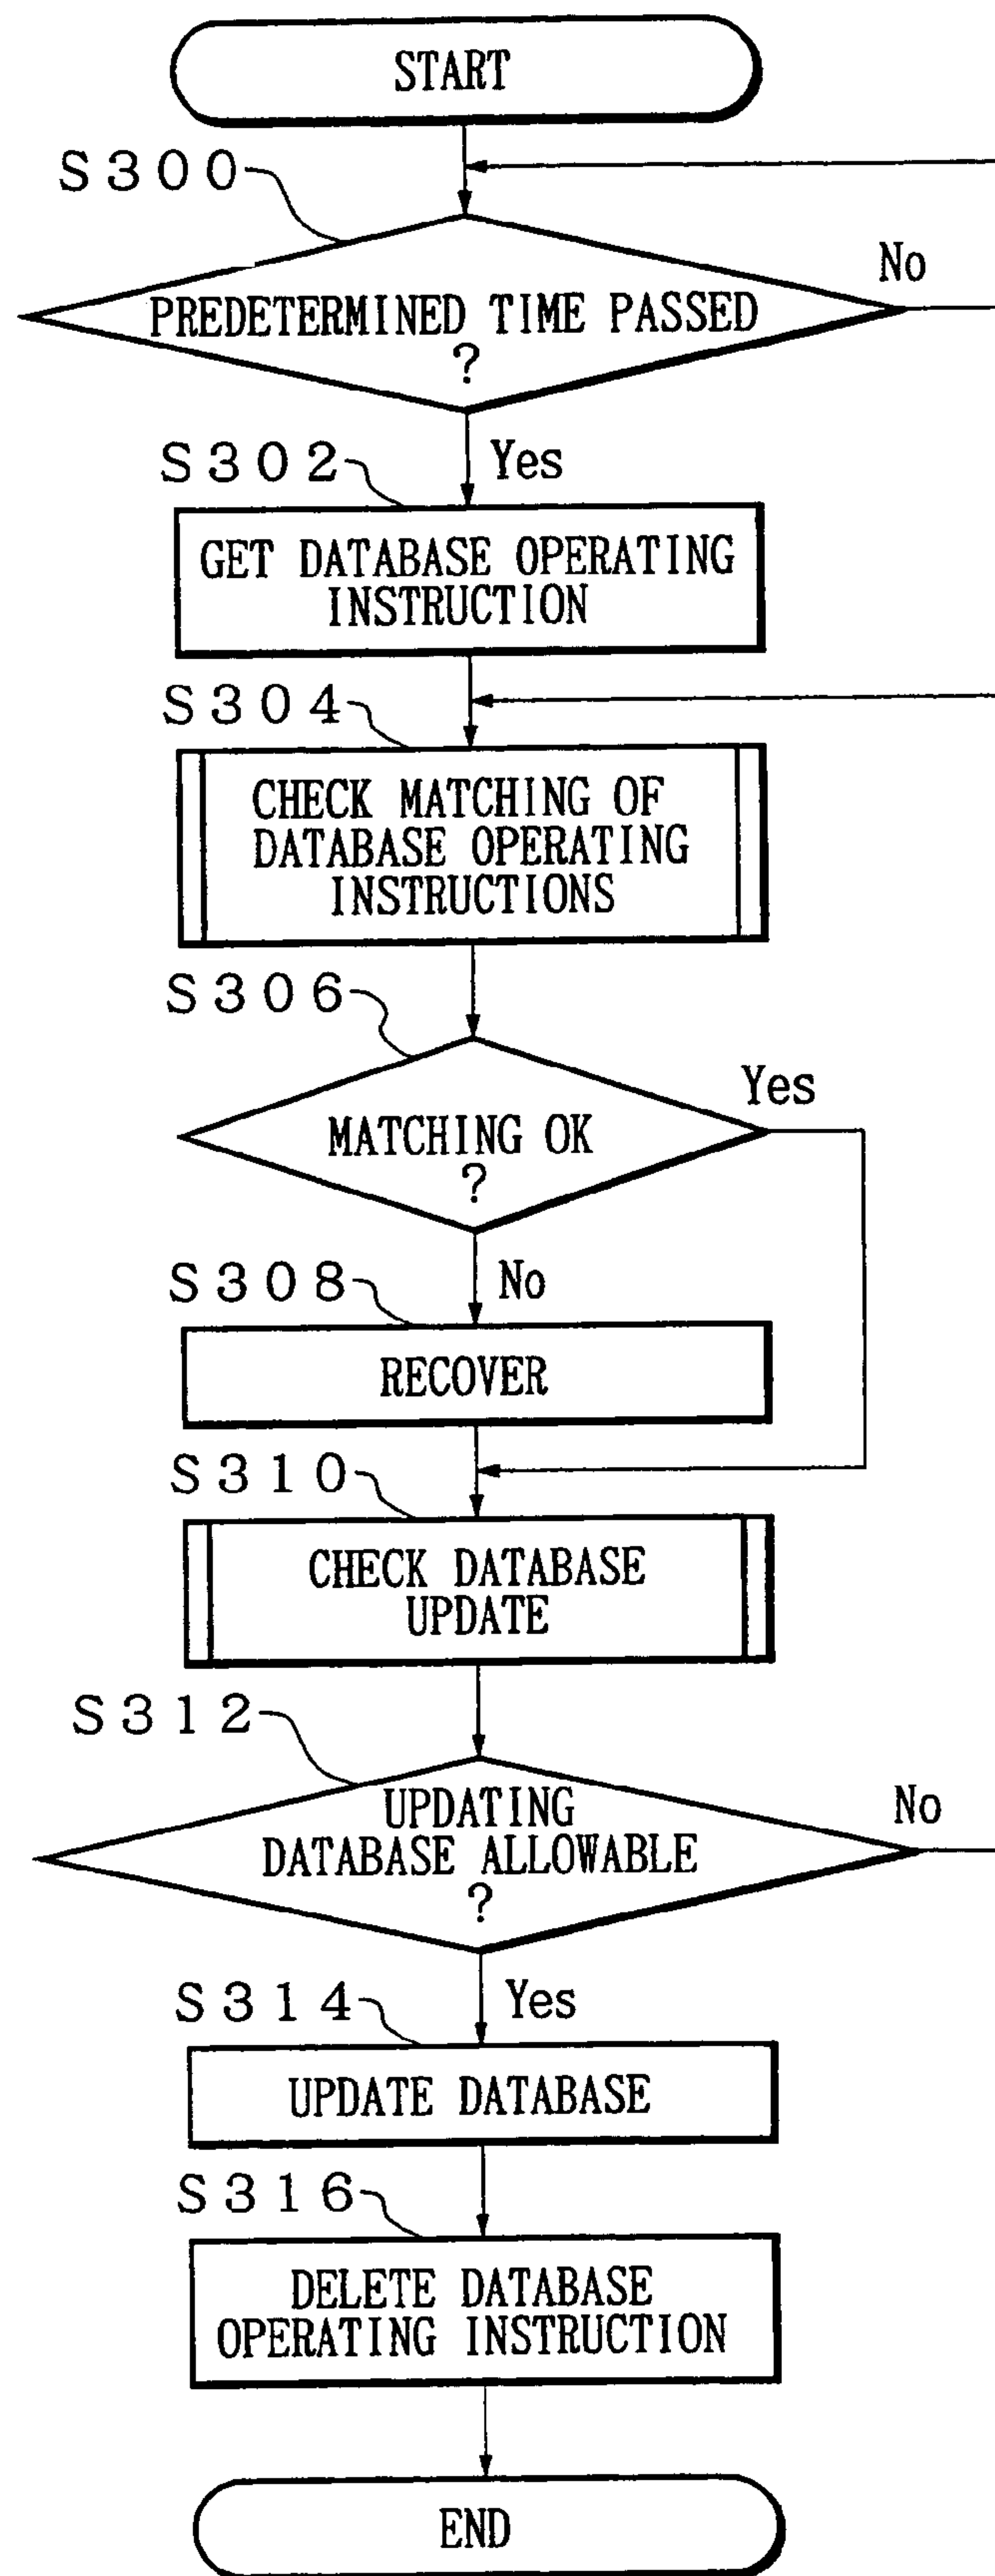 START
S300
No
PREDETERMINED TIME PASSED
?
S302
Yes
GET DATABASE OPERATING
INSTRUCTION
S304
CHECK MATCHING OF
DATABASE OPERATING
INSTRUCTIONS
S306
Yes
MATCHING OK
?
S308
No
RECOVER
S310
CHECK DATABASE
UPDATE
S312
UPDATING
No
DATABASE ALLOWABLE
?
S314
Yes
UPDATE DATABASE
S316
DELETE DATABASE
OPERATING INSTRUCTION
END